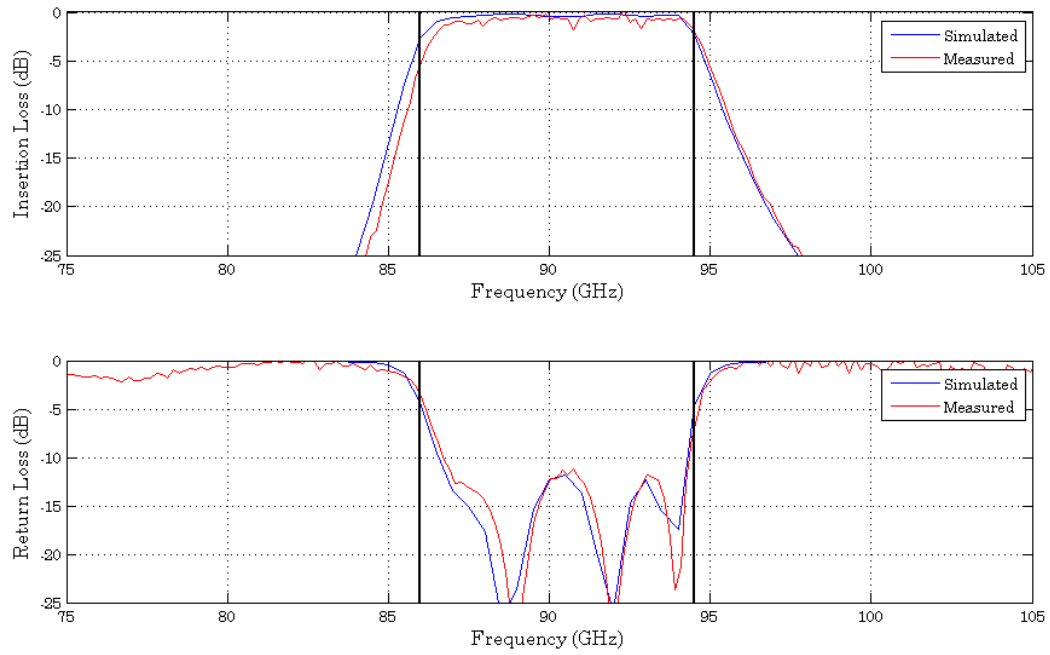 0
-5
-10
-15
-20
-25
Insertion Loss (dB)
75 80 85 90 95 100 105
Frequency (GHz)
Simulated
Measured
0
-5
-10
-15
-20
-25
Return Loss (dB)
75 80 85 90 95 100 105
Frequency (GHz)
Simulated
Measured